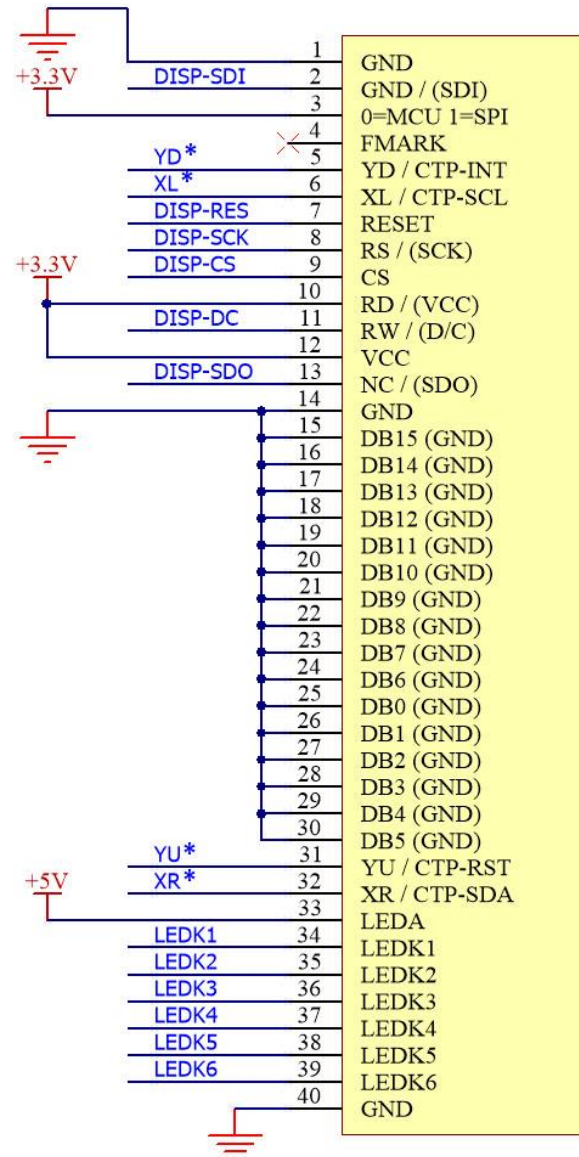 1 GND
+3.3V DISP-SDI 2 GND / (SDI)
3 0=MCU 1=SPI
4 FMARK
YD* 5 YD / CTP-INT
XL* 6 XL / CTP-SCL
DISP-RES 7 RESET
DISP-SCK 8 RS / (SCK)
+3.3V DISP-CS 9 CS
10 RD / (VCC)
DISP-DC 11 RW / (D/C)
12 VCC
DISP-SDO 13 NC / (SDO)
14 GND
15 DB15 (GND)
16 DB14 (GND)
17 DB13 (GND)
18 DB12 (GND)
19 DB11 (GND)
20 DB10 (GND)
21 DB9 (GND)
22 DB8 (GND)
23 DB7 (GND)
24 DB6 (GND)
25 DB0 (GND)
26 DB1 (GND)
27 DB2 (GND)
28 DB3 (GND)
29 DB4 (GND)
30 DB5 (GND)
YU* 31 YU / CTP-RST
+5V XR* 32 XR / CTP-SDA
33 LEDA
LEDK1 34 LEDK1
LEDK2 35 LEDK2
LEDK3 36 LEDK3
LEDK4 37 LEDK4
LEDK5 38 LEDK5
LEDK6 39 LEDK6
40 GND